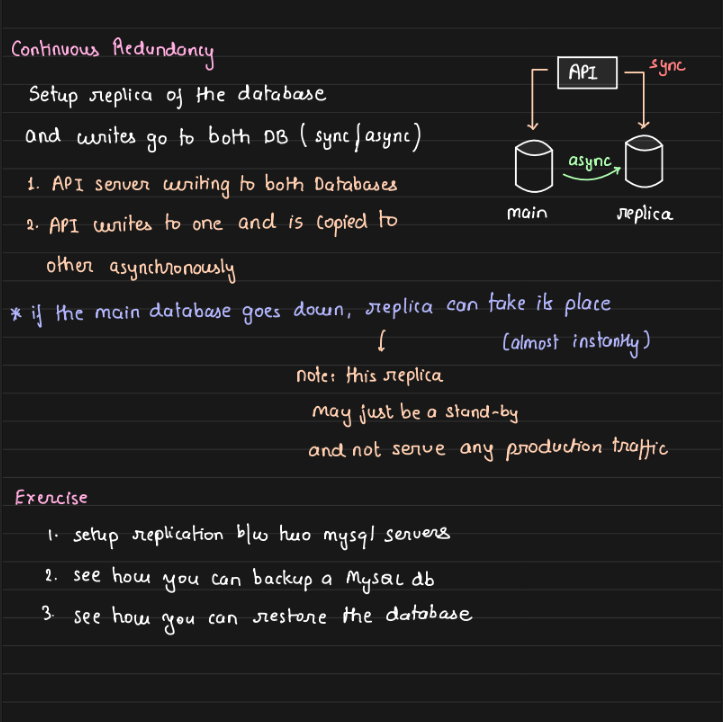 Continuous Redundancy
Setup replica of the database
and writes go to both DB (sync/async)
1. API server writing to both Databases
2. API writes to one and is copied to
other asynchronously
API
sync
async
main
replica
* if the main database goes down, replica can take its place
(almost instantly)
note: this replica
may just be a stand-by
and not serve any production traffic
Exercise
1. setup replication b/w two mysql servers
2. see how you can backup a MySQL db
3. see how you can restore the database